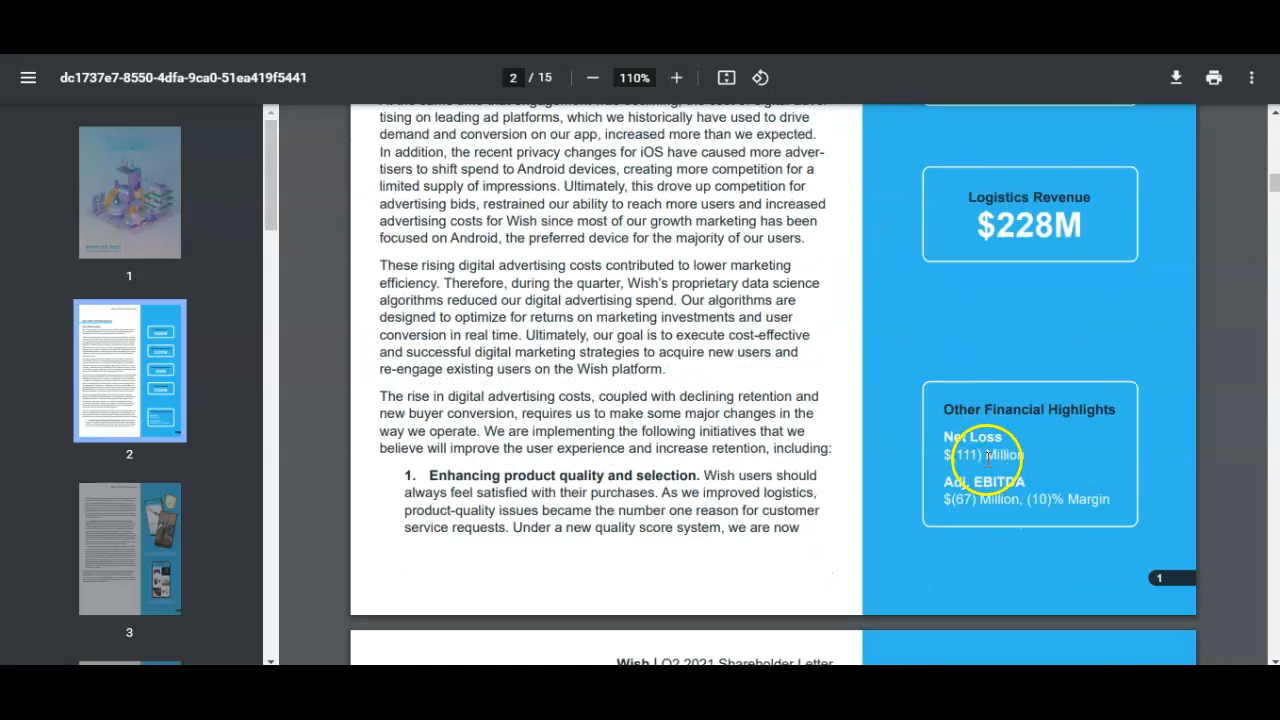 dc1737e7-8550-4dfa-9ca0-51ea419f5441
2 / 15
110%
1
2
3
tising on leading ad platforms, which we historically have used to drive
demand and conversion on our app, increased more than we expected.
In addition, the recent privacy changes for iOS have caused more adver-
tisers to shift spend to Android devices, creating more competition for a
limited supply of impressions. Ultimately, this drove up competition for
advertising bids, restrained our ability to reach more users and increased
advertising costs for Wish since most of our growth marketing has been
focused on Android, the preferred device for the majority of our users.
These rising digital advertising costs contributed to lower marketing
efficiency. Therefore, during the quarter, Wish's proprietary data science
algorithms reduced our digital advertising spend. Our algorithms are
designed to optimize for returns on marketing investments and user
conversion in real time. Ultimately, our goal is to execute cost-effective
and successful digital marketing strategies to acquire new users and
re-engage existing users on the Wish platform.
The rise in digital advertising costs, coupled with declining retention and
new buyer conversion, requires us to make some major changes in the
way we operate. We are implementing the following initiatives that we
believe will improve the user experience and increase retention, including:
1. Enhancing product quality and selection. Wish users should
always feel satisfied with their purchases. As we improved logistics,
product-quality issues became the number one reason for customer
service requests. Under a new quality score system, we are now
Logistics Revenue
$228M
Other Financial Highlights
Net Loss
$(111) Million
Adj. EBITDA
$(67) Million, (10)% Margin
1
Wish | Q2 2021 Shareholder Letter